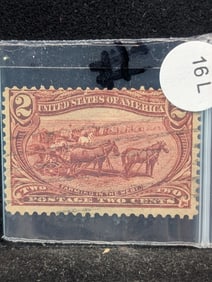 16 L
2 UNITED STATES OF AMERICA 2
FARMING IN THE WEST.
TWO TWO
POSTAGE TWO CENTS